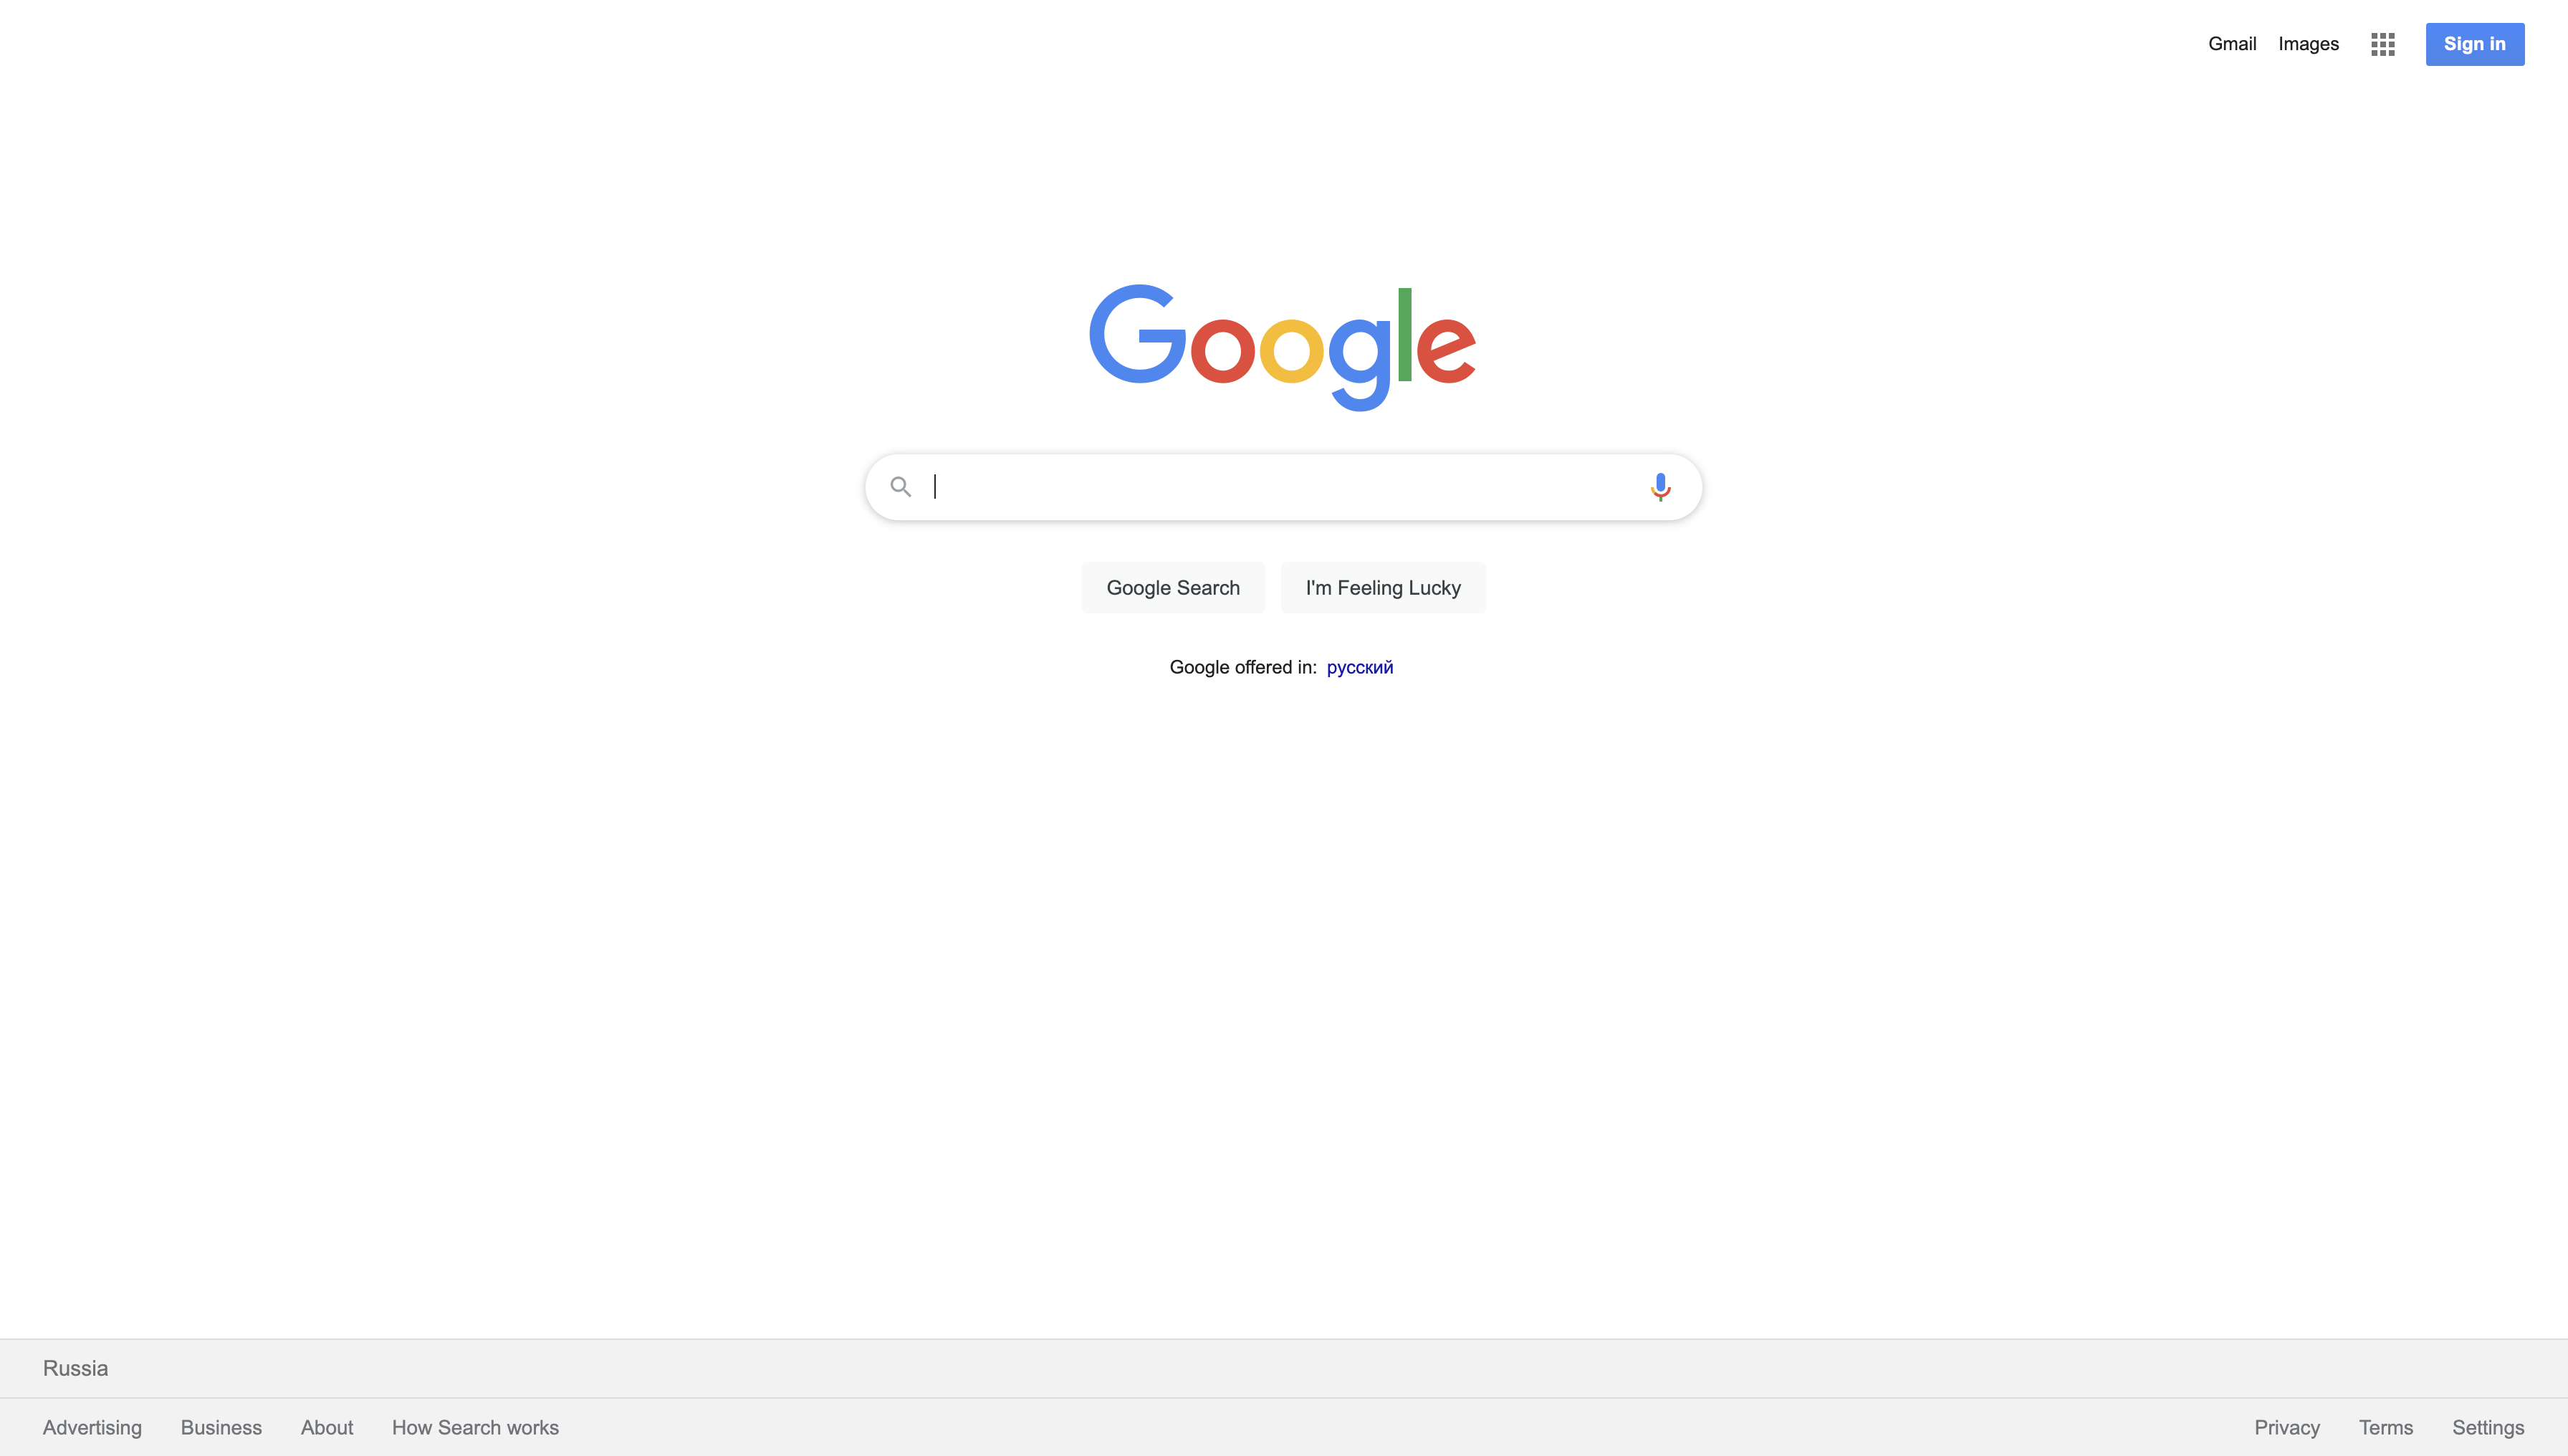 Gmail Images Sign in
Google
Google Search I'm Feeling Lucky
Google offered in: русский
Russia
Advertising Business About How Search works Privacy Terms Settings